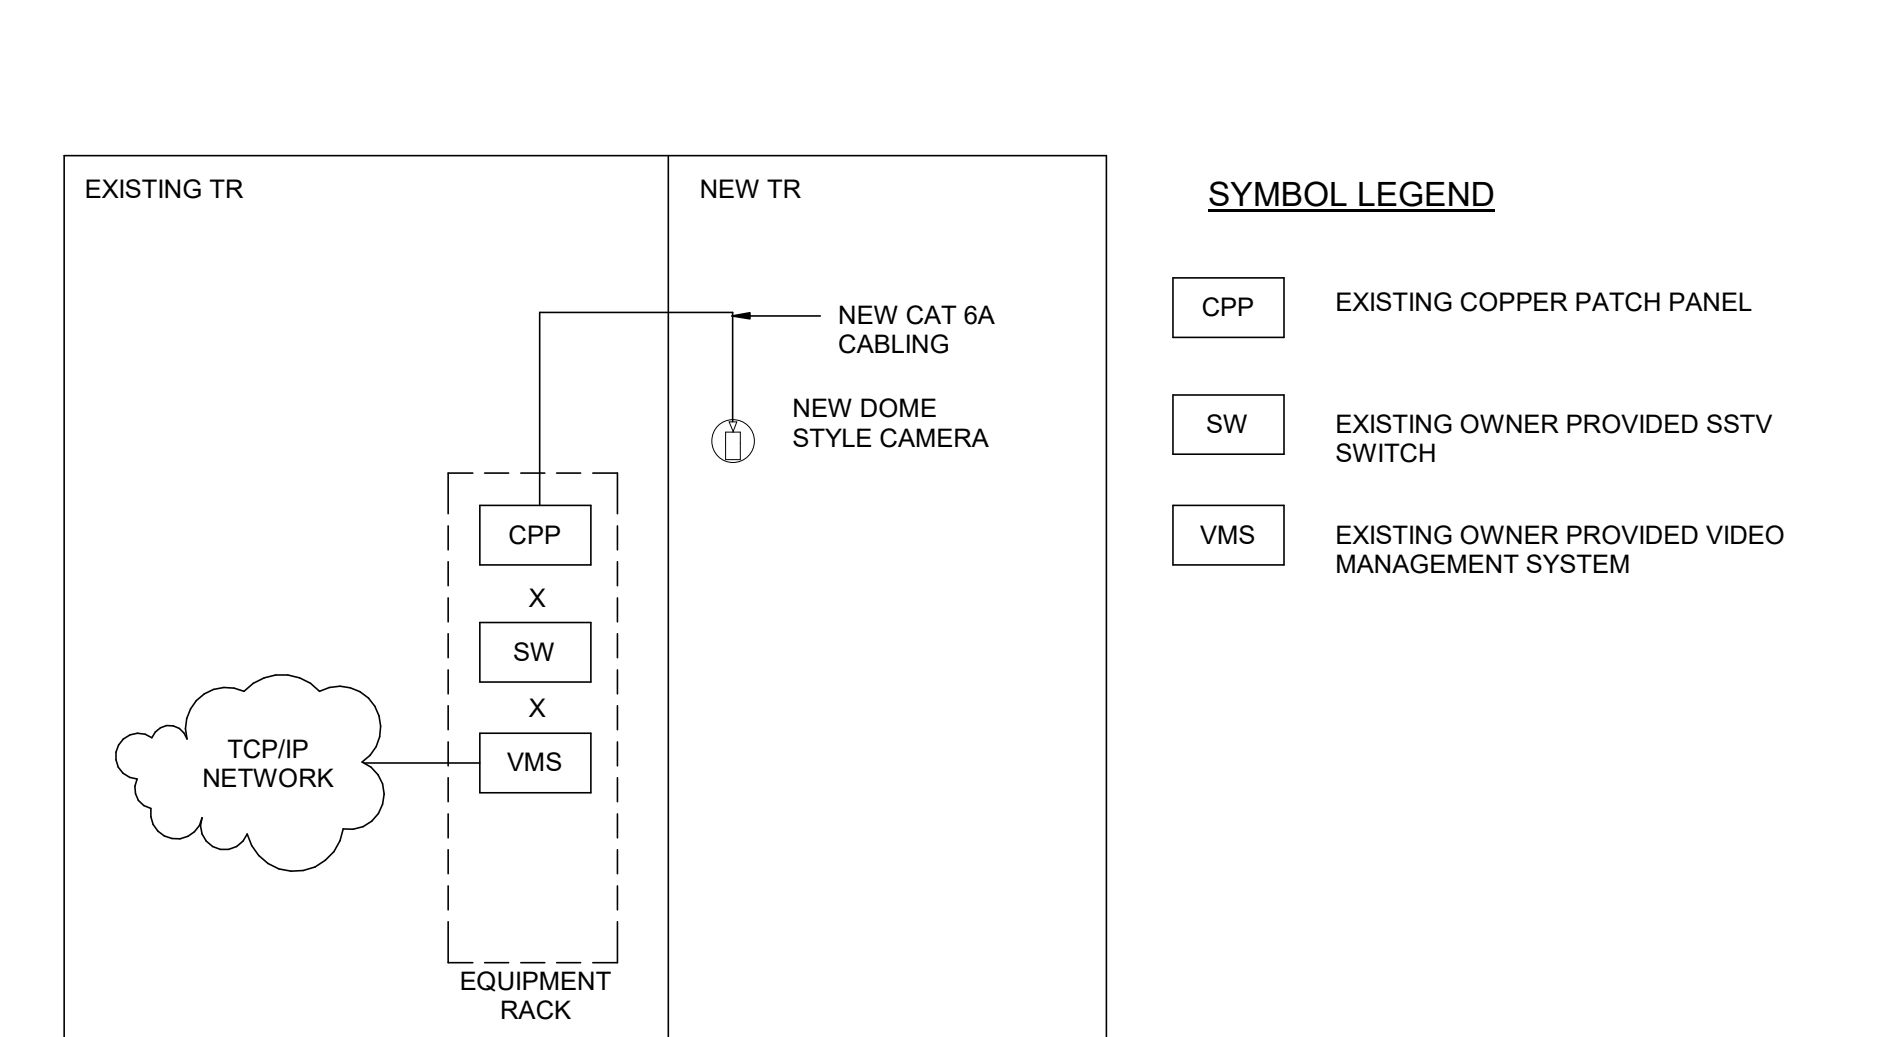 EXISTING TR
NEW TR
NEW CAT 6A
CABLING
NEW DOME
STYLE CAMERA
CPP
X
SW
X
VMS
TCP/IP
NETWORK
EQUIPMENT
RACK
SYMBOL LEGEND
CPP
EXISTING COPPER PATCH PANEL
SW
EXISTING OWNER PROVIDED SSTV
SWITCH
VMS
EXISTING OWNER PROVIDED VIDEO
MANAGEMENT SYSTEM